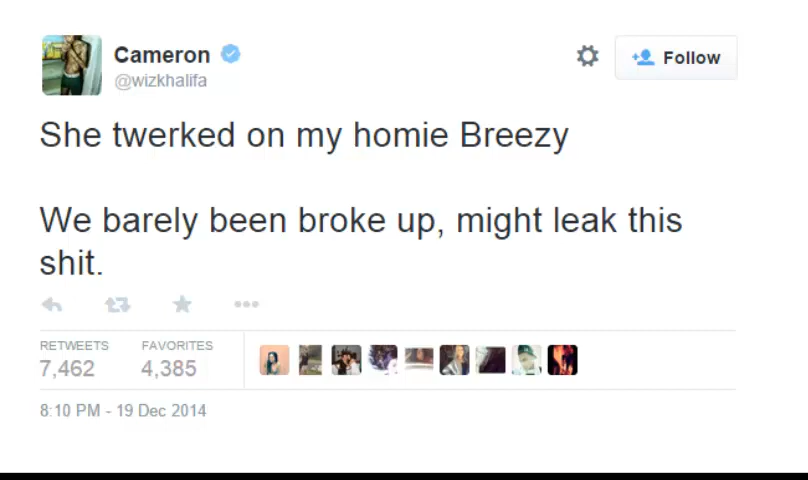 Cameron
@wizkhalifa
Follow
She twerked on my homie Breezy
We barely been broke up, might leak this
shit.
RETWEETS FAVORITES
7,462 4,385
8:10 PM - 19 Dec 2014